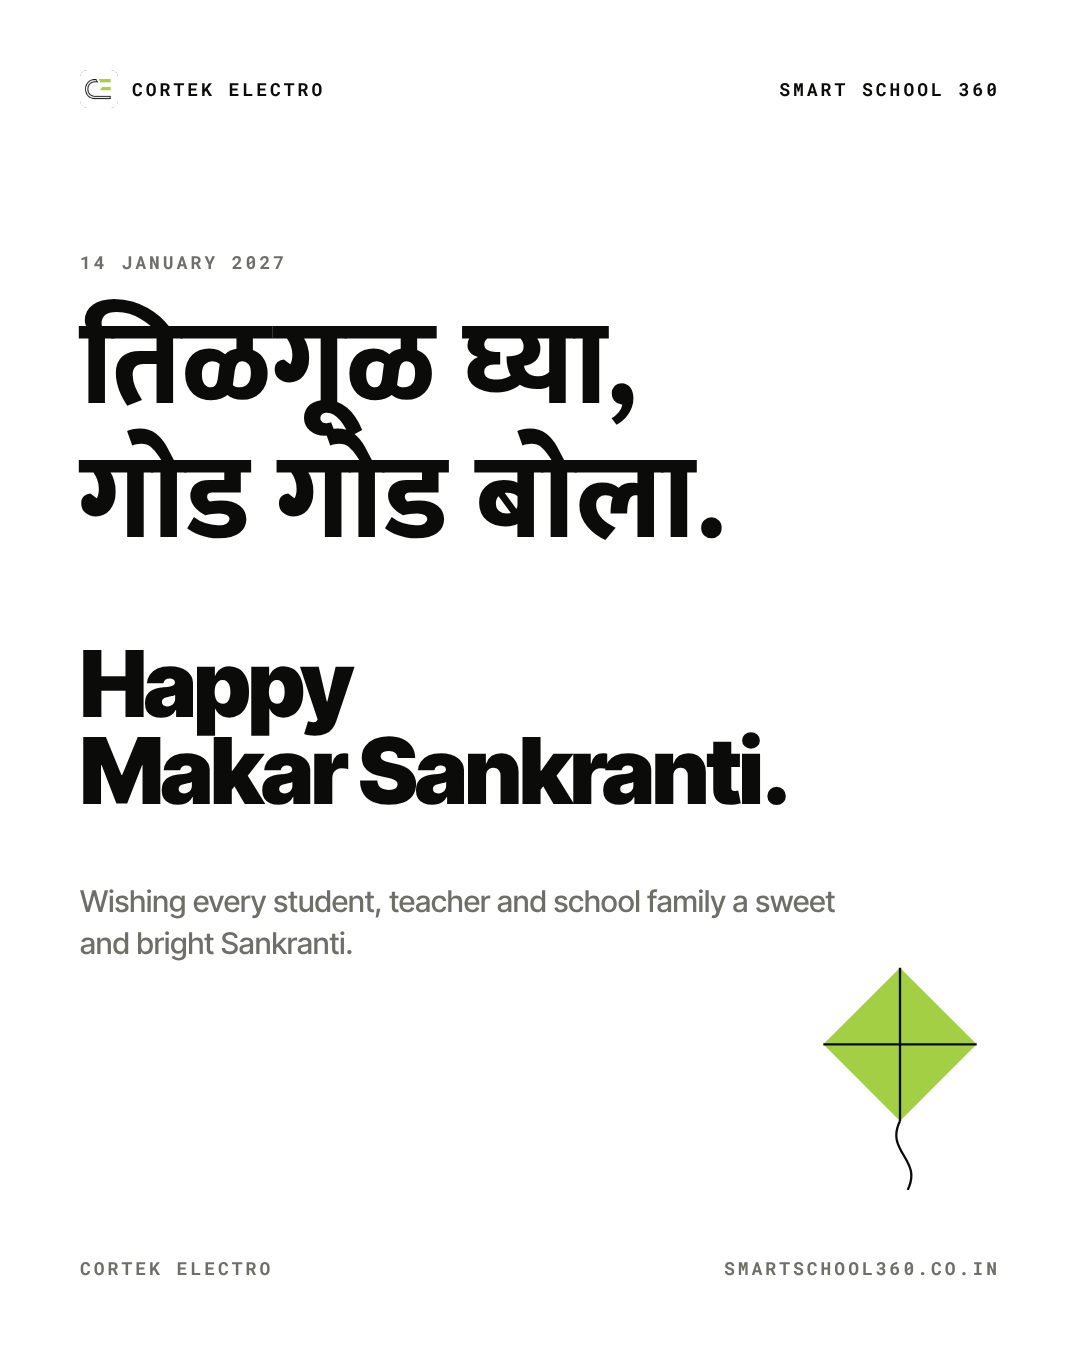 CORTEK ELECTRO
SMART SCHOOL 360
14 JANUARY 2027
तिळगूळ घ्या,
गोड गोड बोला.
Happy
Makar Sankranti.
Wishing every student, teacher and school family a sweet
and bright Sankranti.
CORTEK ELECTRO
SMARTSCHOOL360.CO.IN